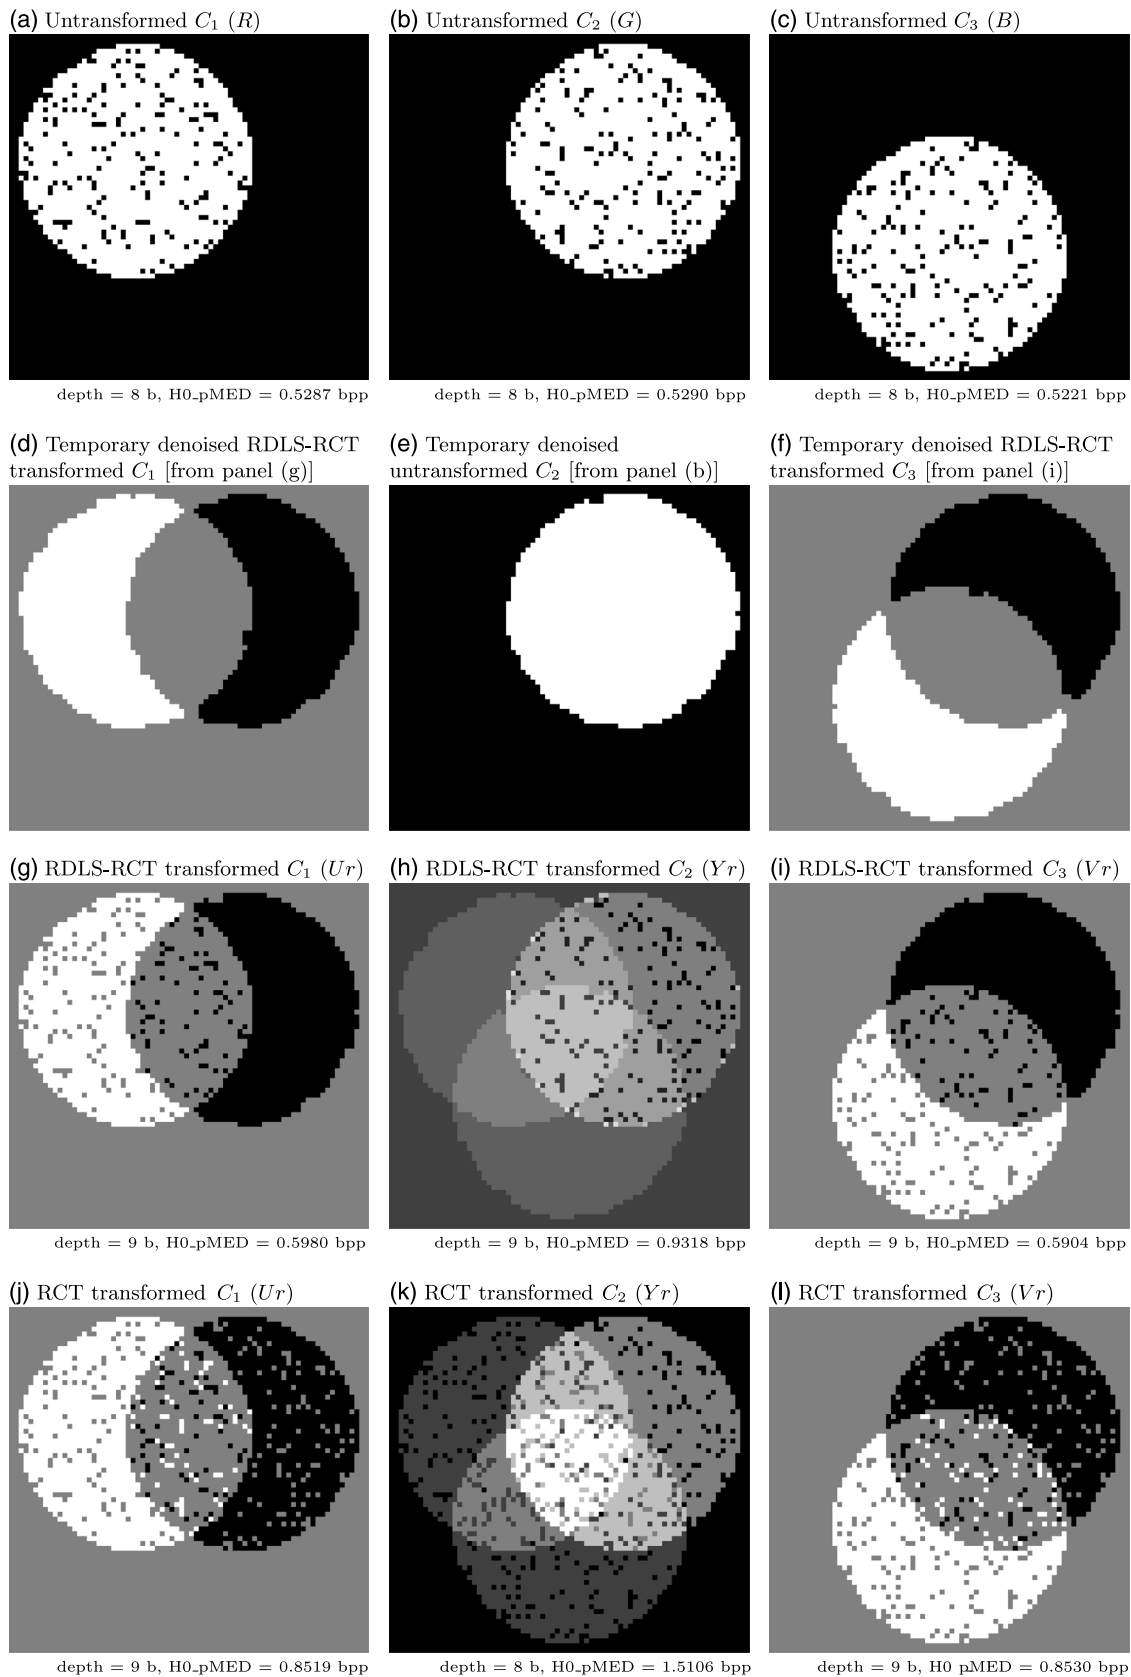 (a) Untransformed C₁ (R)
(b) Untransformed C₂ (G)
(c) Untransformed C₃ (B)
depth = 8 b, H0_pMED = 0.5287 bpp
depth = 8 b, H0_pMED = 0.5290 bpp
depth = 8 b, H0_pMED = 0.5221 bpp
(d) Temporary denoised RDLS-RCT
transformed C₁ [from panel (g)]
(e) Temporary denoised
untransformed C₂ [from panel (b)]
(f) Temporary denoised RDLS-RCT
transformed C₃ [from panel (i)]
(g) RDLS-RCT transformed C₁ (Ur)
(h) RDLS-RCT transformed C₂ (Yr)
(i) RDLS-RCT transformed C₃ (Vr)
depth = 9 b, H0_pMED = 0.5980 bpp
depth = 9 b, H0_pMED = 0.9318 bpp
depth = 9 b, H0_pMED = 0.5904 bpp
(j) RCT transformed C₁ (Ur)
(k) RCT transformed C₂ (Yr)
(l) RCT transformed C₃ (Vr)
depth = 9 b, H0_pMED = 0.8519 bpp
depth = 8 b, H0_pMED = 1.5106 bpp
depth = 9 b, H0 pMED = 0.8530 bpp